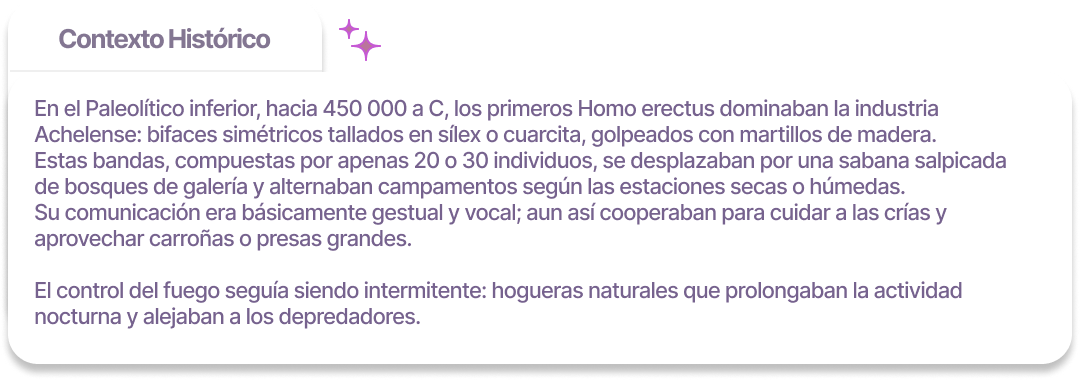 Contexto Histórico
En el Paleolítico inferior, hacia 450 000 a C, los primeros Homo erectus dominaban la industria
Achelense: bifaces simétricos tallados en sílex o cuarcita, golpeados con martillos de madera.
Estas bandas, compuestas por apenas 20 o 30 individuos, se desplazaban por una sabana salpicada
de bosques de galería y alternaban campamentos según las estaciones secas o húmedas.
Su comunicación era básicamente gestual y vocal; aun así cooperaban para cuidar a las crías y
aprovechar carroñas o presas grandes.
El control del fuego seguía siendo intermitente: hogueras naturales que prolongaban la actividad
nocturna y alejaban a los depredadores.